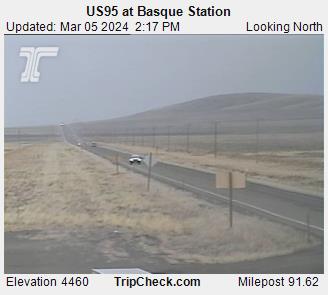 US95 at Basque Station
Updated: Mar 05 2024 2:17 PM Looking North
Elevation 4460 TripCheck.com Milepost 91.62